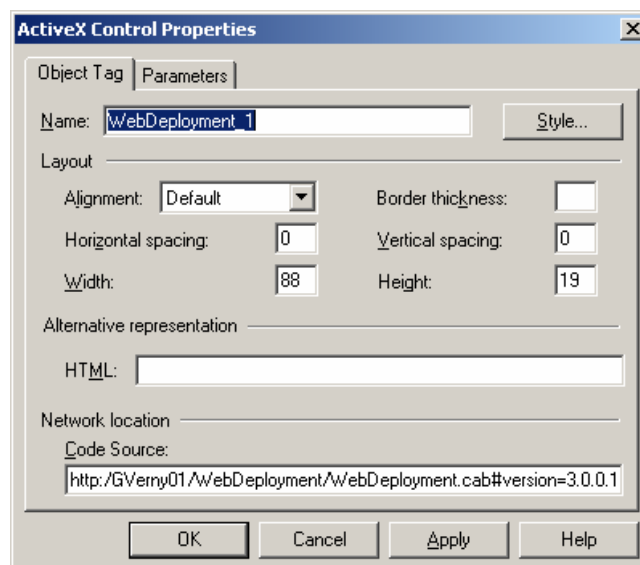 ActiveX Control Properties
Object Tag Parameters
Name: WebDeployment_1 Style...
Layout
Alignment: Default Border thickness:
Horizontal spacing: 0 Vertical spacing: 0
Width: 88 Height: 19
Alternative representation
HTML:
Network location
Code Source:
http:/GVerny01/WebDeployment/WebDeployment.cab#version=3.0.0.1
OK Cancel Apply Help